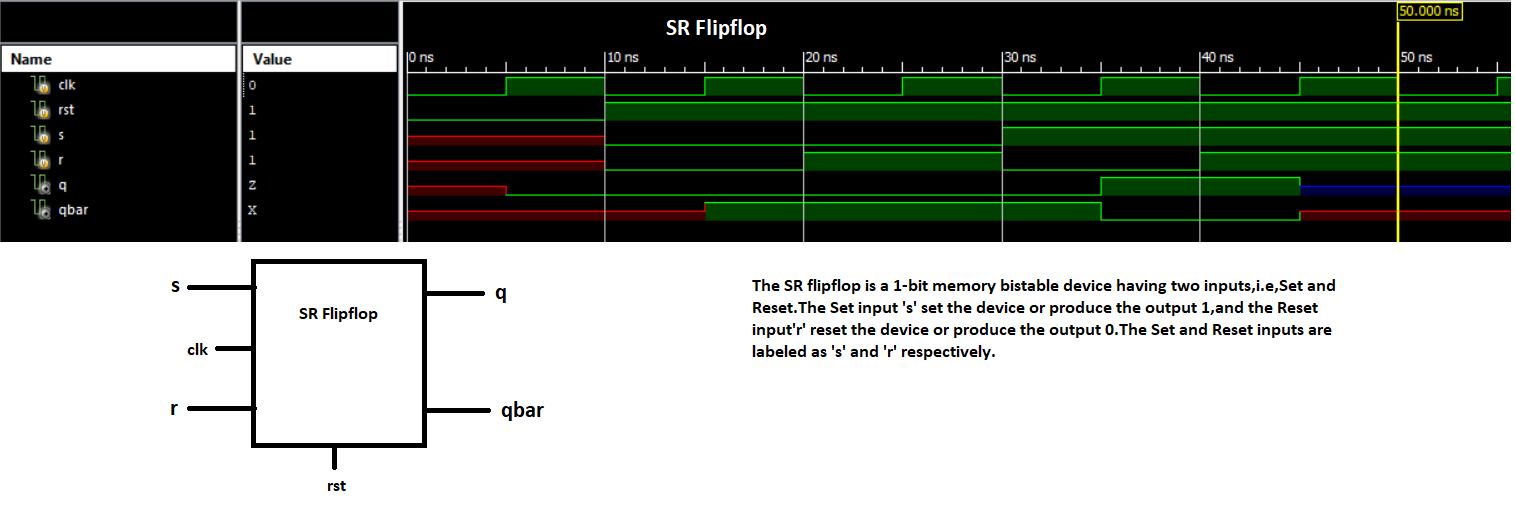 SR Flipflop
50.000 ns
Name Value
0 ns 10 ns 20 ns 30 ns 40 ns 50 ns
clk 0
rst 1
s 1
r 1
q Z
qbar X
s
q
SR Flipflop
clk
r
qbar
rst
The SR flipflop is a 1-bit memory bistable device having two inputs,i.e,Set and
Reset.The Set input 's' set the device or produce the output 1,and the Reset
input'r' reset the device or produce the output 0.The Set and Reset inputs are
labeled as 's' and 'r' respectively.